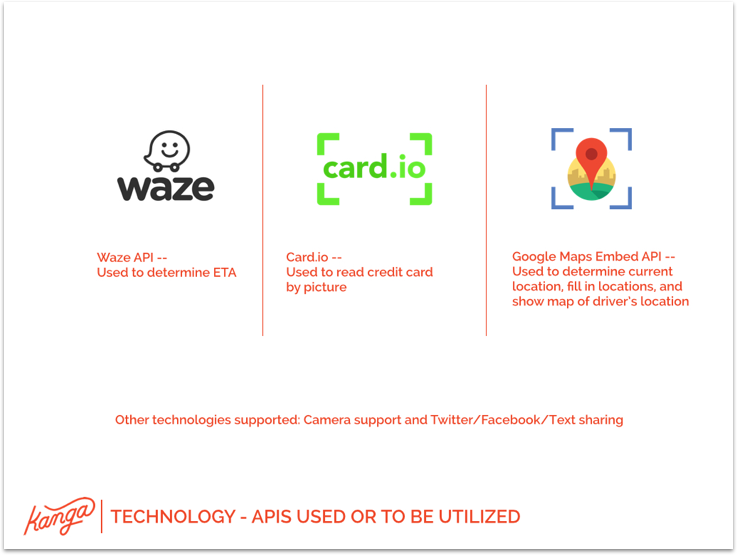 waze
card.io
Waze API --
Used to determine ETA
Card.io --
Used to read credit card
by picture
Google Maps Embed API --
Used to determine current
location, fill in locations, and
show map of driver's location
Other technologies supported: Camera support and Twitter/Facebook/Text sharing
kanga
TECHNOLOGY - APIS USED OR TO BE UTILIZED